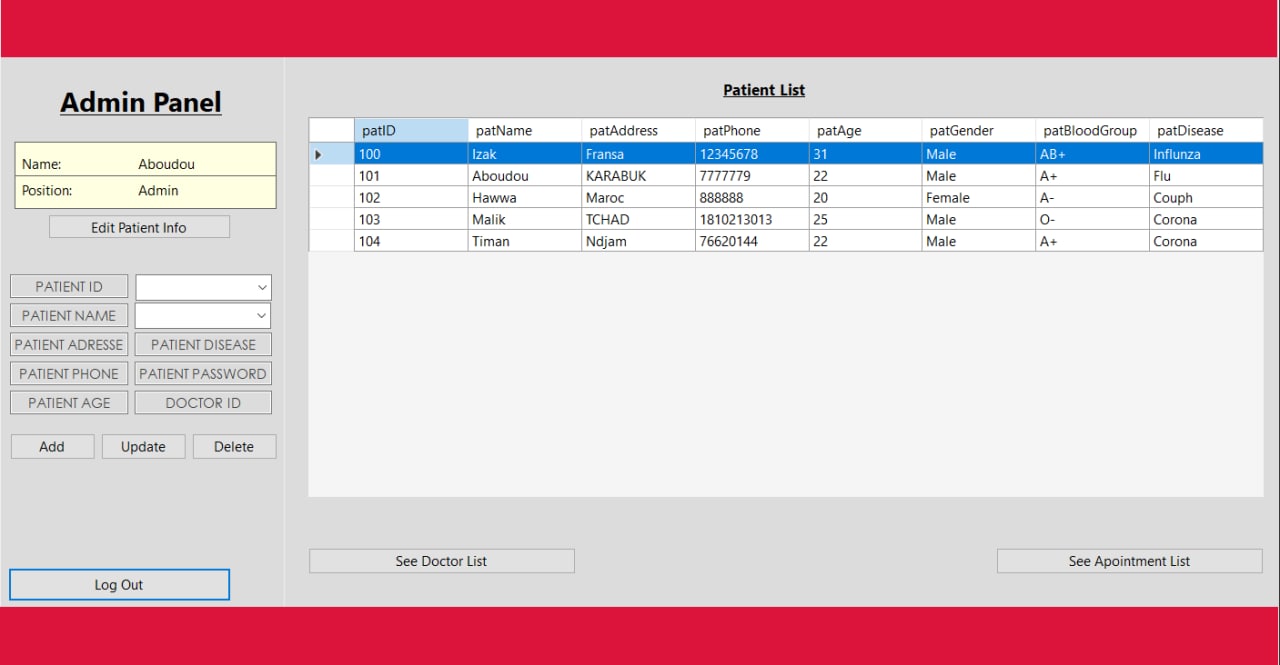 Admin Panel
Name: Aboudou
Position: Admin
Edit Patient Info
PATIENT ID
PATIENT NAME
PATIENT ADRESSE PATIENT DISEASE
PATIENT PHONE PATIENT PASSWORD
PATIENT AGE DOCTOR ID
Add Update Delete
Log Out
Patient List
patID patName patAddress patPhone patAge patGender patBloodGroup patDisease
100 Izak Fransa 12345678 31 Male AB+ Influnza
101 Aboudou KARABUK 7777779 22 Male A+ Flu
102 Hawwa Maroc 888888 20 Female A- Couph
103 Malik TCHAD 1810213013 25 Male O- Corona
104 Timan Ndjam 76620144 22 Male A+ Corona
See Doctor List See Apointment List